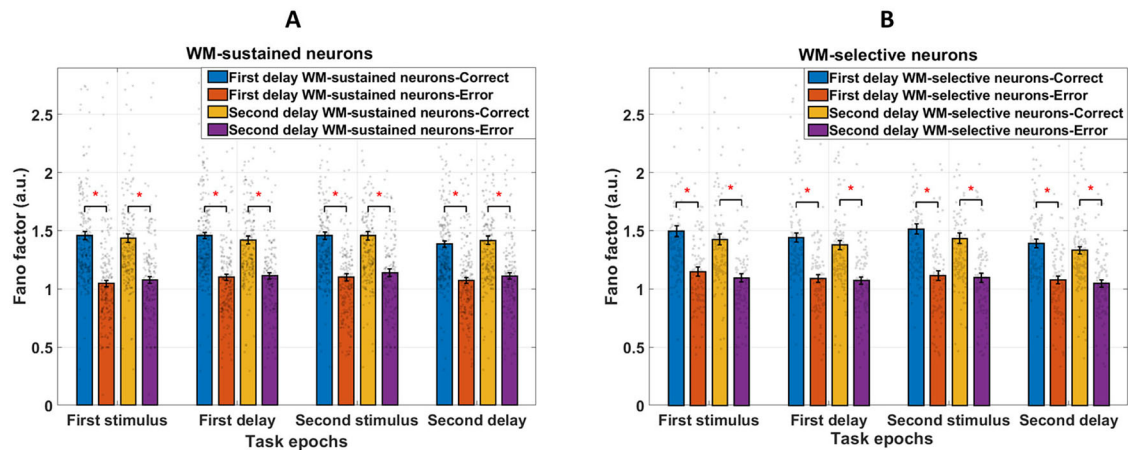 A
WM-sustained neurons
First delay WM-sustained neurons-Correct
First delay WM-sustained neurons-Error
Second delay WM-sustained neurons-Correct
Second delay WM-sustained neurons-Error
Fano factor (a.u.)
2.5
2
1.5
1
0.5
0
* * * * * * * *
First stimulus First delay Second stimulus Second delay
Task epochs
B
WM-selective neurons
First delay WM-selective neurons-Correct
First delay WM-selective neurons-Error
Second delay WM-selective neurons-Correct
Second delay WM-selective neurons-Error
Fano factor (a.u.)
2.5
2
1.5
1
0.5
0
* * * * * * * *
First stimulus First delay Second stimulus Second delay
Task epochs